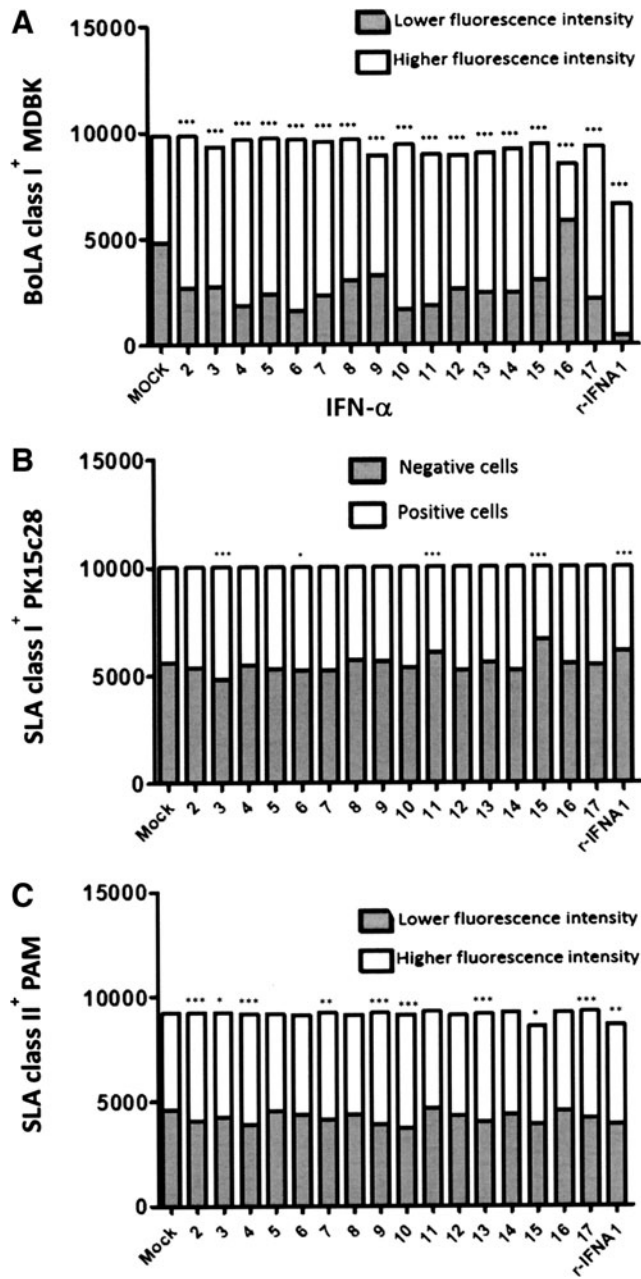 A
Lower fluorescence intensity
Higher fluorescence intensity
BoLA class I+ MDBK
15000
10000
5000
0
*** *** *** *** *** *** *** *** *** *** *** *** *** *** *** *** ***
MOCK 2 3 4 5 6 7 8 9 10 11 12 13 14 15 16 17 r-IFNA1
IFN-α
B
Negative cells
Positive cells
SLA class I+ PK15c28
15000
10000
5000
0
*** * *** *** ***
Mock 2 3 4 5 6 7 8 9 10 11 12 13 14 15 16 17 r-IFNA1
C
Lower fluorescence intensity
Higher fluorescence intensity
SLA class II+ PAM
15000
10000
5000
0
*** * *** ** *** *** *** * *** **
Mock 2 3 4 5 6 7 8 9 10 11 12 13 14 15 16 17 r-IFNA1